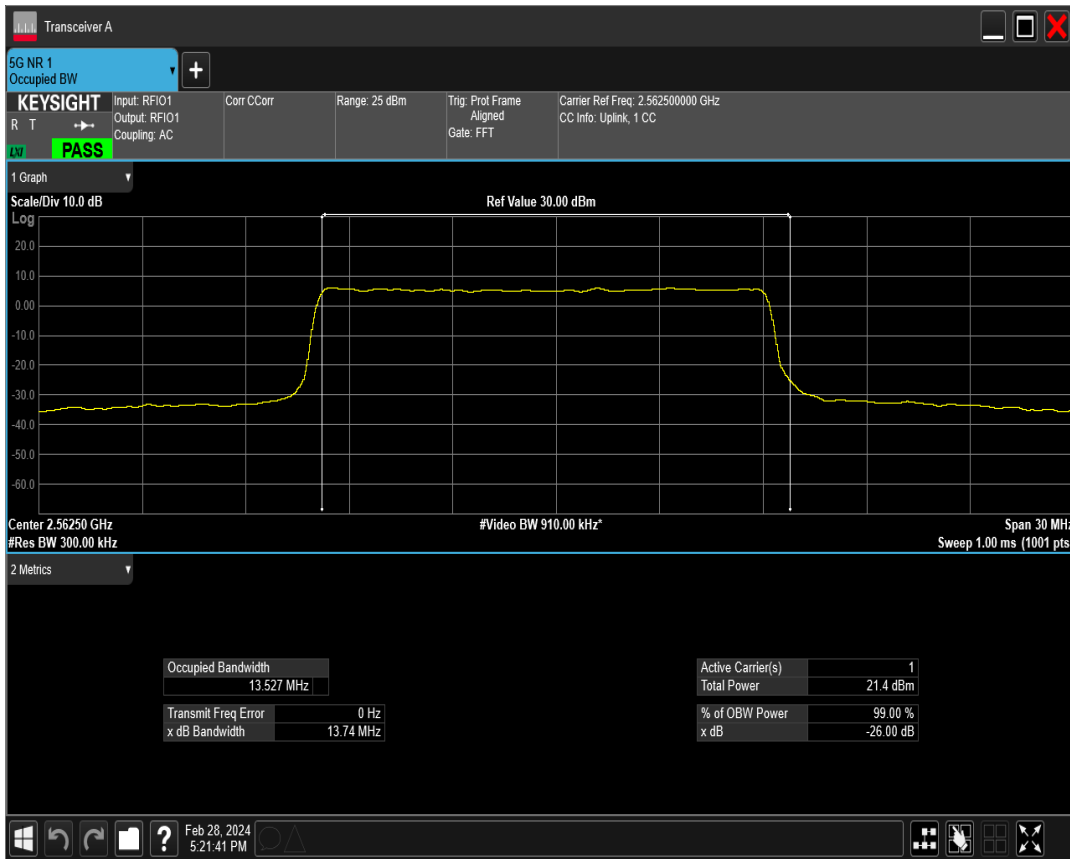 Transceiver A
5G NR 1
Occupied BW
KEYSIGHT
R T
LXI
PASS
Input: RFIO1
Output: RFIO1
Coupling: AC
Corr CCorr
Range: 25 dBm
Trig: Prot Frame
Aligned
Gate: FFT
Carrier Ref Freq: 2.562500000 GHz
CC Info: Uplink, 1 CC
1 Graph
Scale/Div 10.0 dB
Ref Value 30.00 dBm
Log
20.0
10.0
0.00
-10.0
-20.0
-30.0
-40.0
-50.0
-60.0
Center 2.56250 GHz
#Video BW 910.00 kHz*
Span 30 MHz
#Res BW 300.00 kHz
Sweep 1.00 ms (1001 pts
2 Metrics
Occupied Bandwidth
13.527 MHz
Transmit Freq Error 0 Hz
x dB Bandwidth 13.74 MHz
Active Carrier(s) 1
Total Power 21.4 dBm
% of OBW Power 99.00 %
x dB -26.00 dB
?
Feb 28, 2024
5:21:41 PM